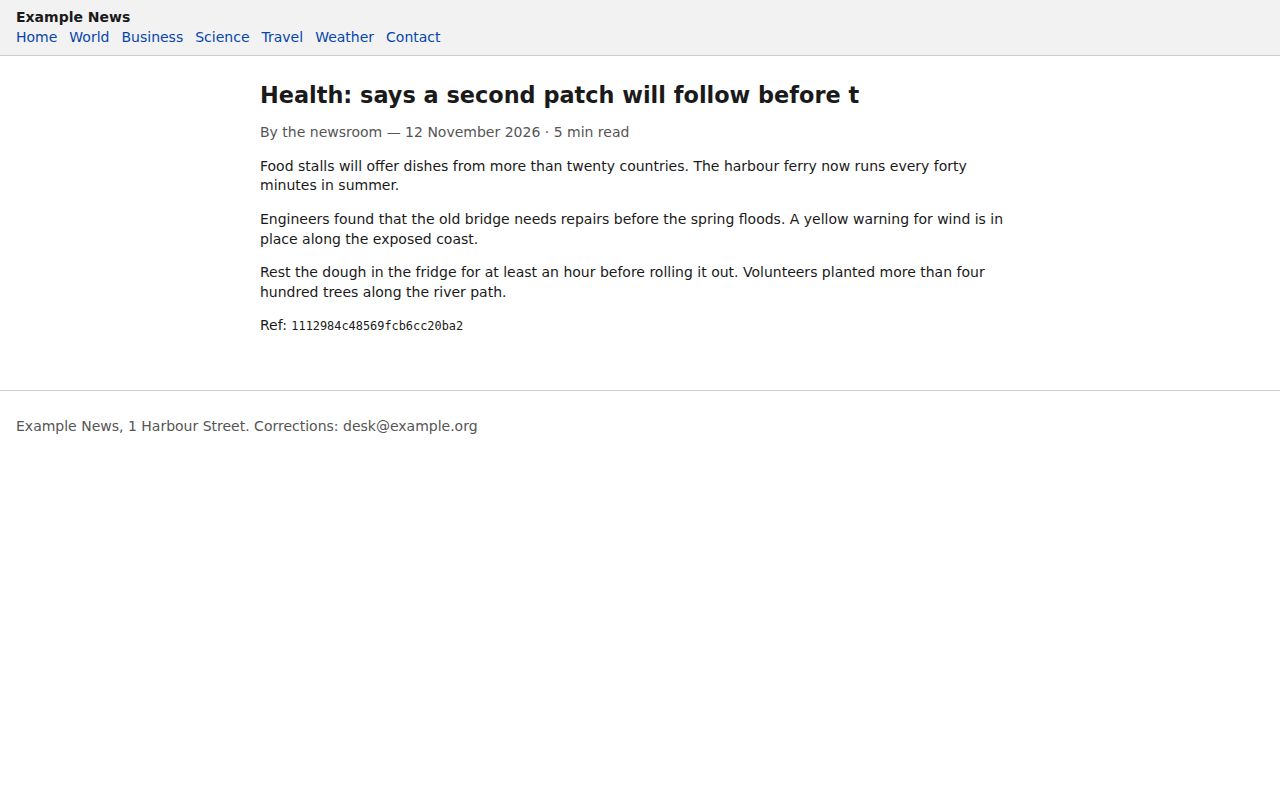 Example News
Home World Business Science Travel Weather Contact
Health: says a second patch will follow before t
By the newsroom — 12 November 2026 · 5 min read
Food stalls will offer dishes from more than twenty countries. The harbour ferry now runs every forty
minutes in summer.
Engineers found that the old bridge needs repairs before the spring floods. A yellow warning for wind is in
place along the exposed coast.
Rest the dough in the fridge for at least an hour before rolling it out. Volunteers planted more than four
hundred trees along the river path.
Ref: 1112984c48569fcb6cc20ba2
Example News, 1 Harbour Street. Corrections: desk@example.org